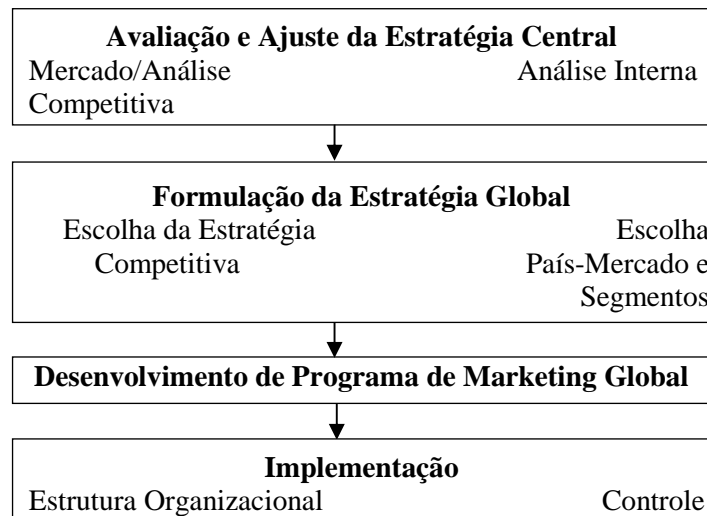 Avaliação e Ajuste da Estratégia Central
Mercado/Análise Análise Interna
Competitiva
Formulação da Estratégia Global
Escolha da Estratégia Escolha
Competitiva País-Mercado e
Segmentos
Desenvolvimento de Programa de Marketing Global
Implementação
Estrutura Organizacional Controle